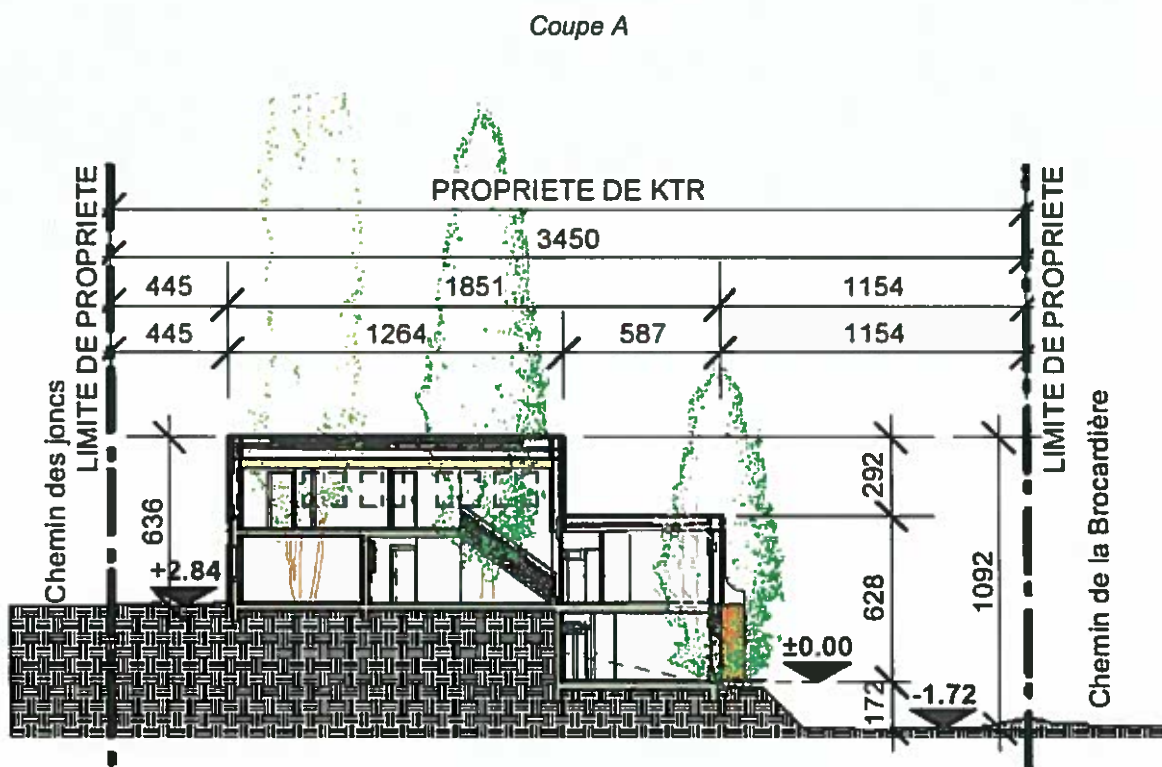 Coupe A
PROPRIETE DE KTR
3450
445 1851 1154
445 1264 587 1154
LIMITE DE PROPRIETE
Chemin des joncs
LIMITE DE PROPRIETE
Chemin de la Brocardière
636
292
628
1092
172
+2.84
±0.00
-1.72